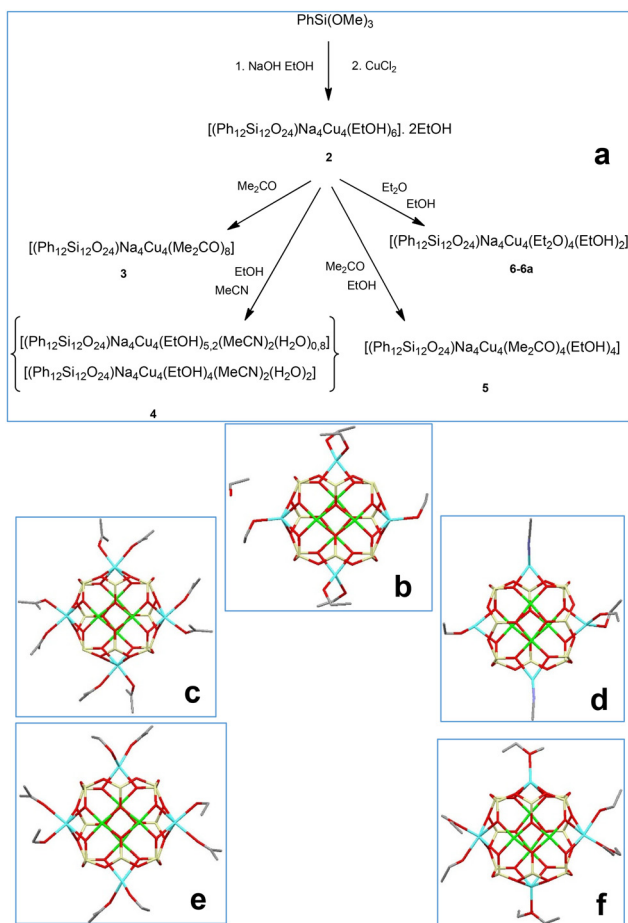 PhSi(OMe)₃
1. NaOH EtOH 2. CuCl₂
[(Ph₁₂Si₁₂O₂₄)Na₄Cu₄(EtOH)₆]. 2EtOH
2
a
Me₂CO
Et₂O
EtOH
[(Ph₁₂Si₁₂O₂₄)Na₄Cu₄(Me₂CO)₈]
3
[(Ph₁₂Si₁₂O₂₄)Na₄Cu₄(Et₂O)₄(EtOH)₂]
6-6a
EtOH
MeCN
Me₂CO
EtOH
[(Ph₁₂Si₁₂O₂₄)Na₄Cu₄(EtOH)₅,₂(MeCN)₂(H₂O)₀,₈]
[(Ph₁₂Si₁₂O₂₄)Na₄Cu₄(EtOH)₄(MeCN)₂(H₂O)₂]
4
[(Ph₁₂Si₁₂O₂₄)Na₄Cu₄(Me₂CO)₄(EtOH)₄]
5
b
c
d
e
f